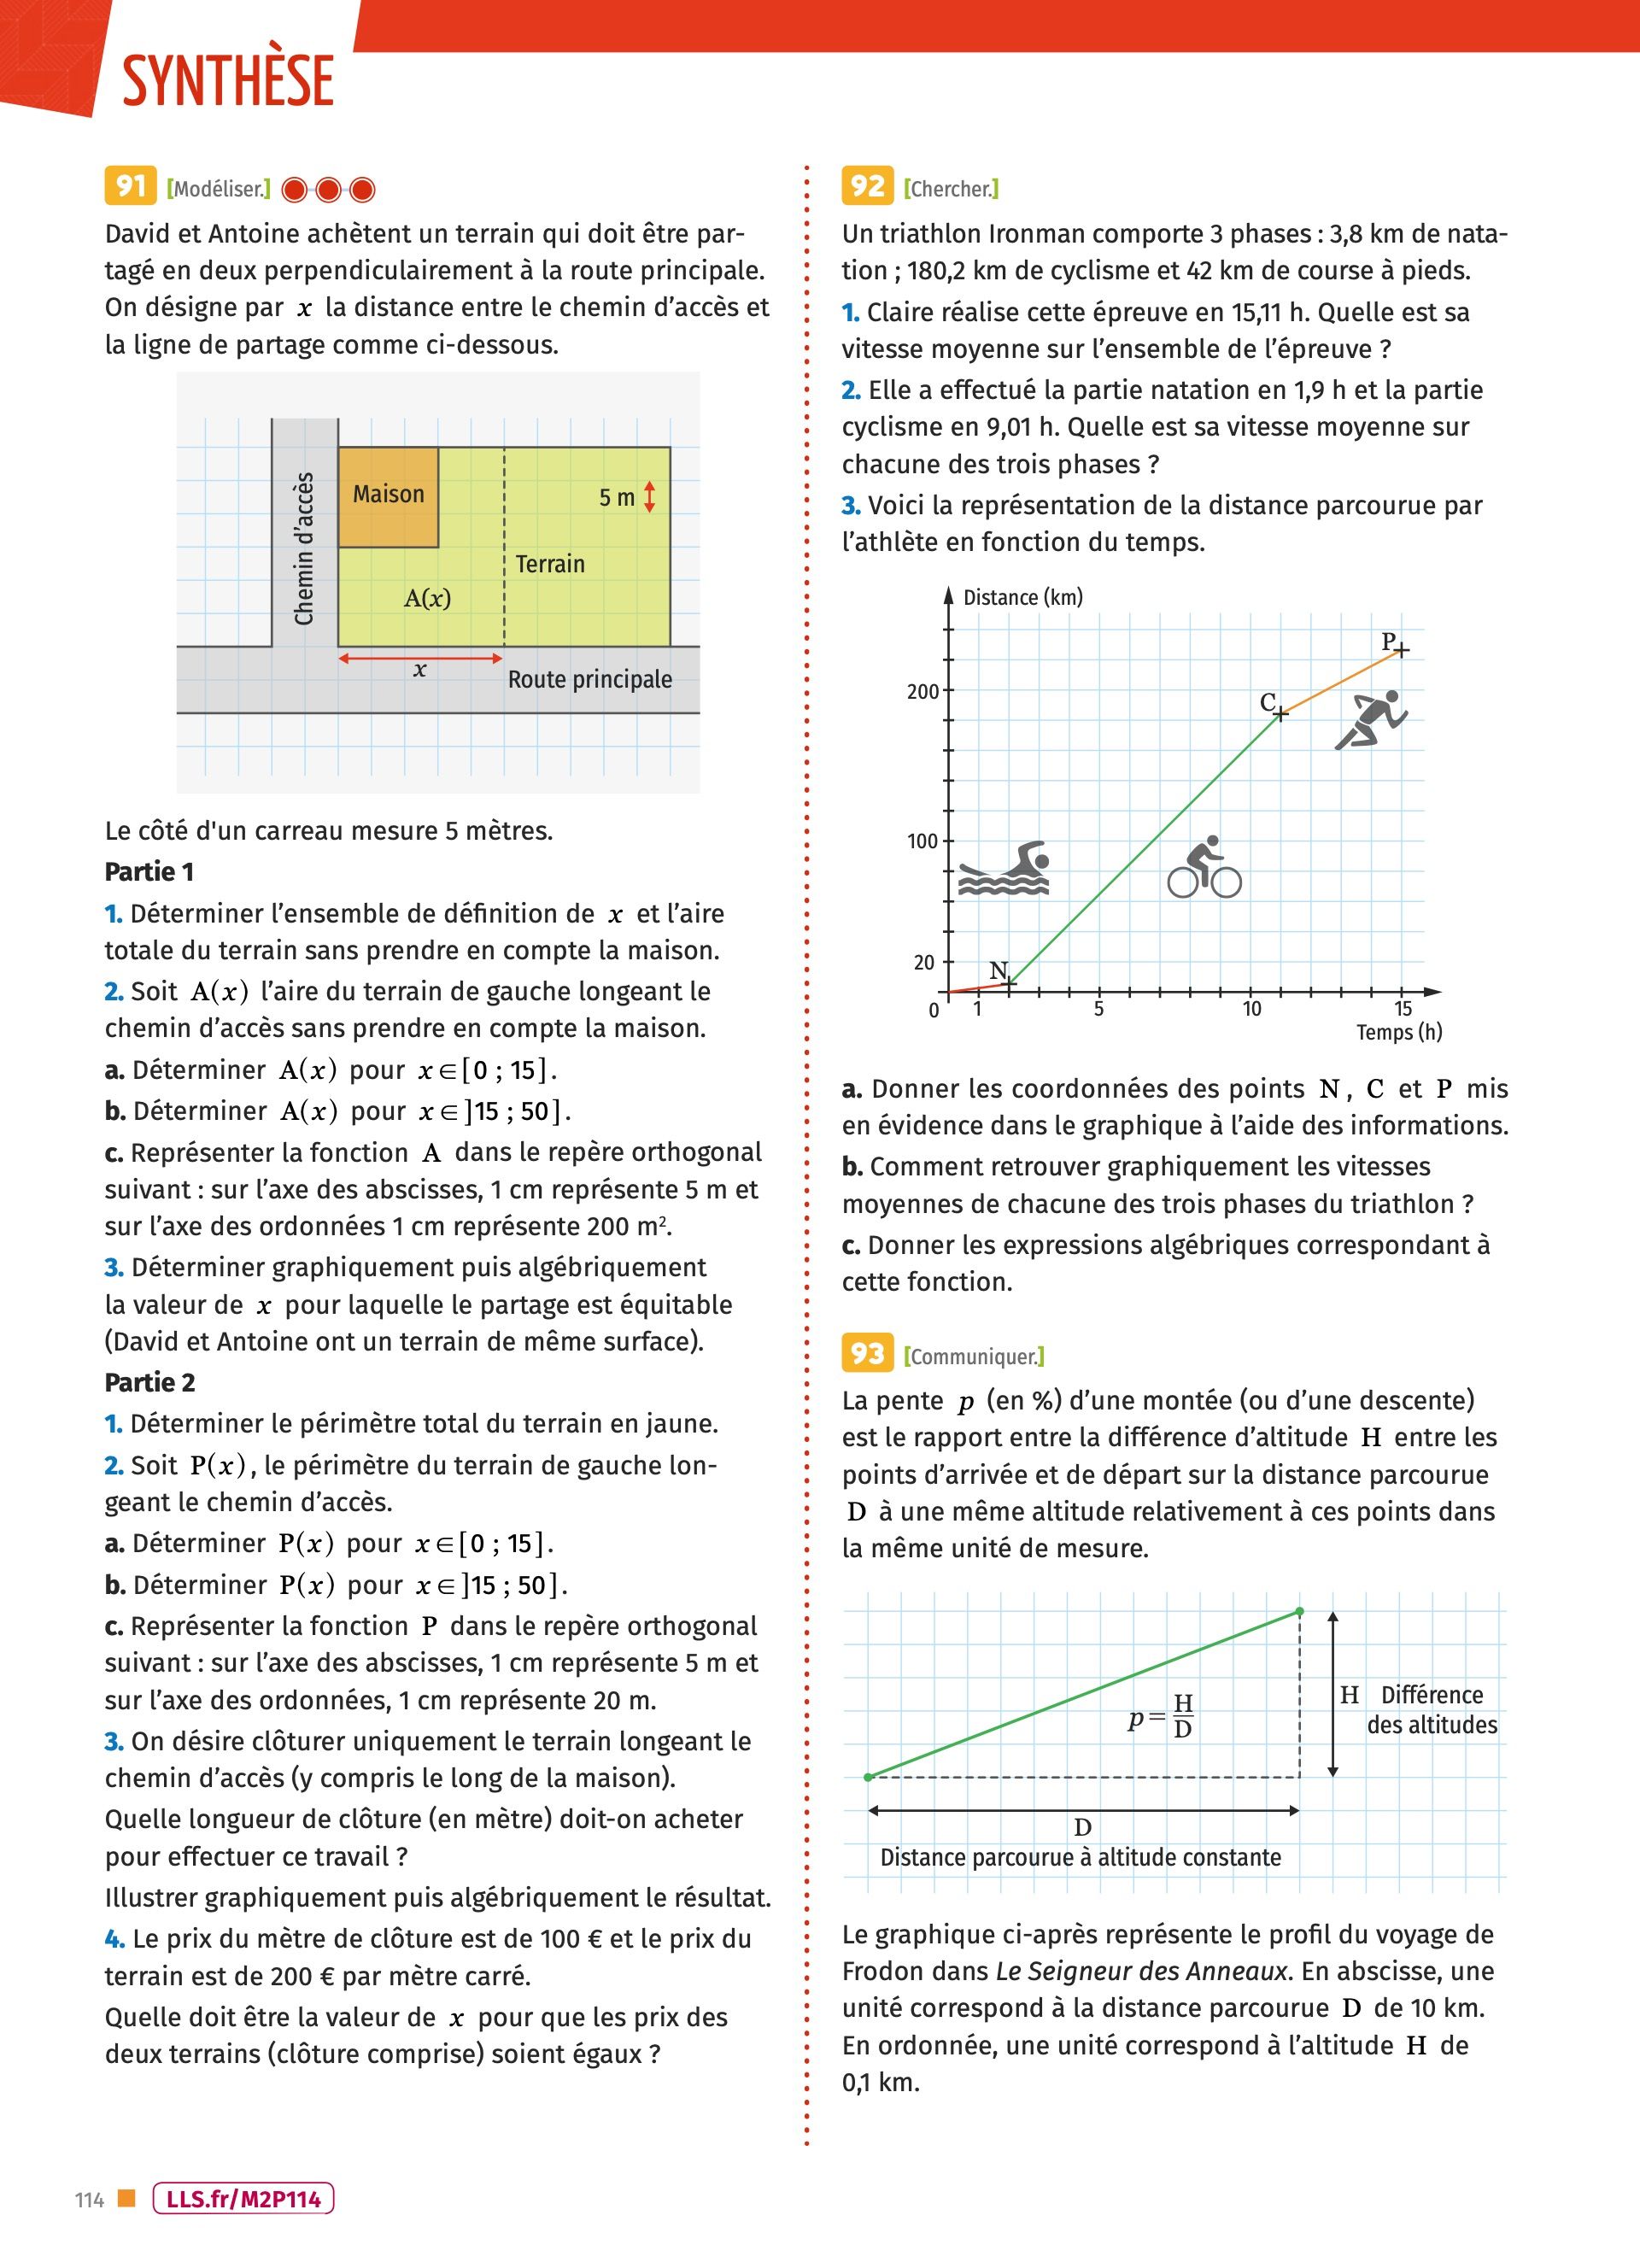 SYNTHÈSE
91 [Modéliser.]
David et Antoine achètent un terrain qui doit être par-
tagé en deux perpendiculairement à la route principale.
On désigne par x la distance entre le chemin d’accès et
la ligne de partage comme ci-dessous.
Chemin d’accès
Maison
5 m
Terrain
A(x)
x
Route principale
Le côté d'un carreau mesure 5 mètres.
Partie 1
1. Déterminer l’ensemble de définition de x et l’aire
totale du terrain sans prendre en compte la maison.
2. Soit A(x) l’aire du terrain de gauche longeant le
chemin d’accès sans prendre en compte la maison.
a. Déterminer A(x) pour x ∈ [0 ; 15].
b. Déterminer A(x) pour x ∈ ]15 ; 50].
c. Représenter la fonction A dans le repère orthogonal
suivant : sur l’axe des abscisses, 1 cm représente 5 m et
sur l’axe des ordonnées 1 cm représente 200 m².
3. Déterminer graphiquement puis algébriquement
la valeur de x pour laquelle le partage est équitable
(David et Antoine ont un terrain de même surface).
Partie 2
1. Déterminer le périmètre total du terrain en jaune.
2. Soit P(x), le périmètre du terrain de gauche lon-
geant le chemin d’accès.
a. Déterminer P(x) pour x ∈ [0 ; 15].
b. Déterminer P(x) pour x ∈ ]15 ; 50].
c. Représenter la fonction P dans le repère orthogonal
suivant : sur l’axe des abscisses, 1 cm représente 5 m et
sur l’axe des ordonnées, 1 cm représente 20 m.
3. On désire clôturer uniquement le terrain longeant le
chemin d’accès (y compris le long de la maison).
Quelle longueur de clôture (en mètre) doit-on acheter
pour effectuer ce travail ?
Illustrer graphiquement puis algébriquement le résultat.
4. Le prix du mètre de clôture est de 100 € et le prix du
terrain est de 200 € par mètre carré.
Quelle doit être la valeur de x pour que les prix des
deux terrains (clôture comprise) soient égaux ?
92 [Chercher.]
Un triathlon Ironman comporte 3 phases : 3,8 km de nata-
tion ; 180,2 km de cyclisme et 42 km de course à pieds.
1. Claire réalise cette épreuve en 15,11 h. Quelle est sa
vitesse moyenne sur l’ensemble de l’épreuve ?
2. Elle a effectué la partie natation en 1,9 h et la partie
cyclisme en 9,01 h. Quelle est sa vitesse moyenne sur
chacune des trois phases ?
3. Voici la représentation de la distance parcourue par
l’athlète en fonction du temps.
Distance (km)
P
200
C
100
20
N
0 1 5 10 15
Temps (h)
a. Donner les coordonnées des points N, C et P mis
en évidence dans le graphique à l’aide des informations.
b. Comment retrouver graphiquement les vitesses
moyennes de chacune des trois phases du triathlon ?
c. Donner les expressions algébriques correspondant à
cette fonction.
93 [Communiquer.]
La pente p (en %) d’une montée (ou d’une descente)
est le rapport entre la différence d’altitude H entre les
points d’arrivée et de départ sur la distance parcourue
D à une même altitude relativement à ces points dans
la même unité de mesure.
p = H/D
H Différence
des altitudes
D
Distance parcourue à altitude constante
Le graphique ci-après représente le profil du voyage de
Frodon dans Le Seigneur des Anneaux. En abscisse, une
unité correspond à la distance parcourue D de 10 km.
En ordonnée, une unité correspond à l’altitude H de
0,1 km.
114 LLS.fr/M2P114